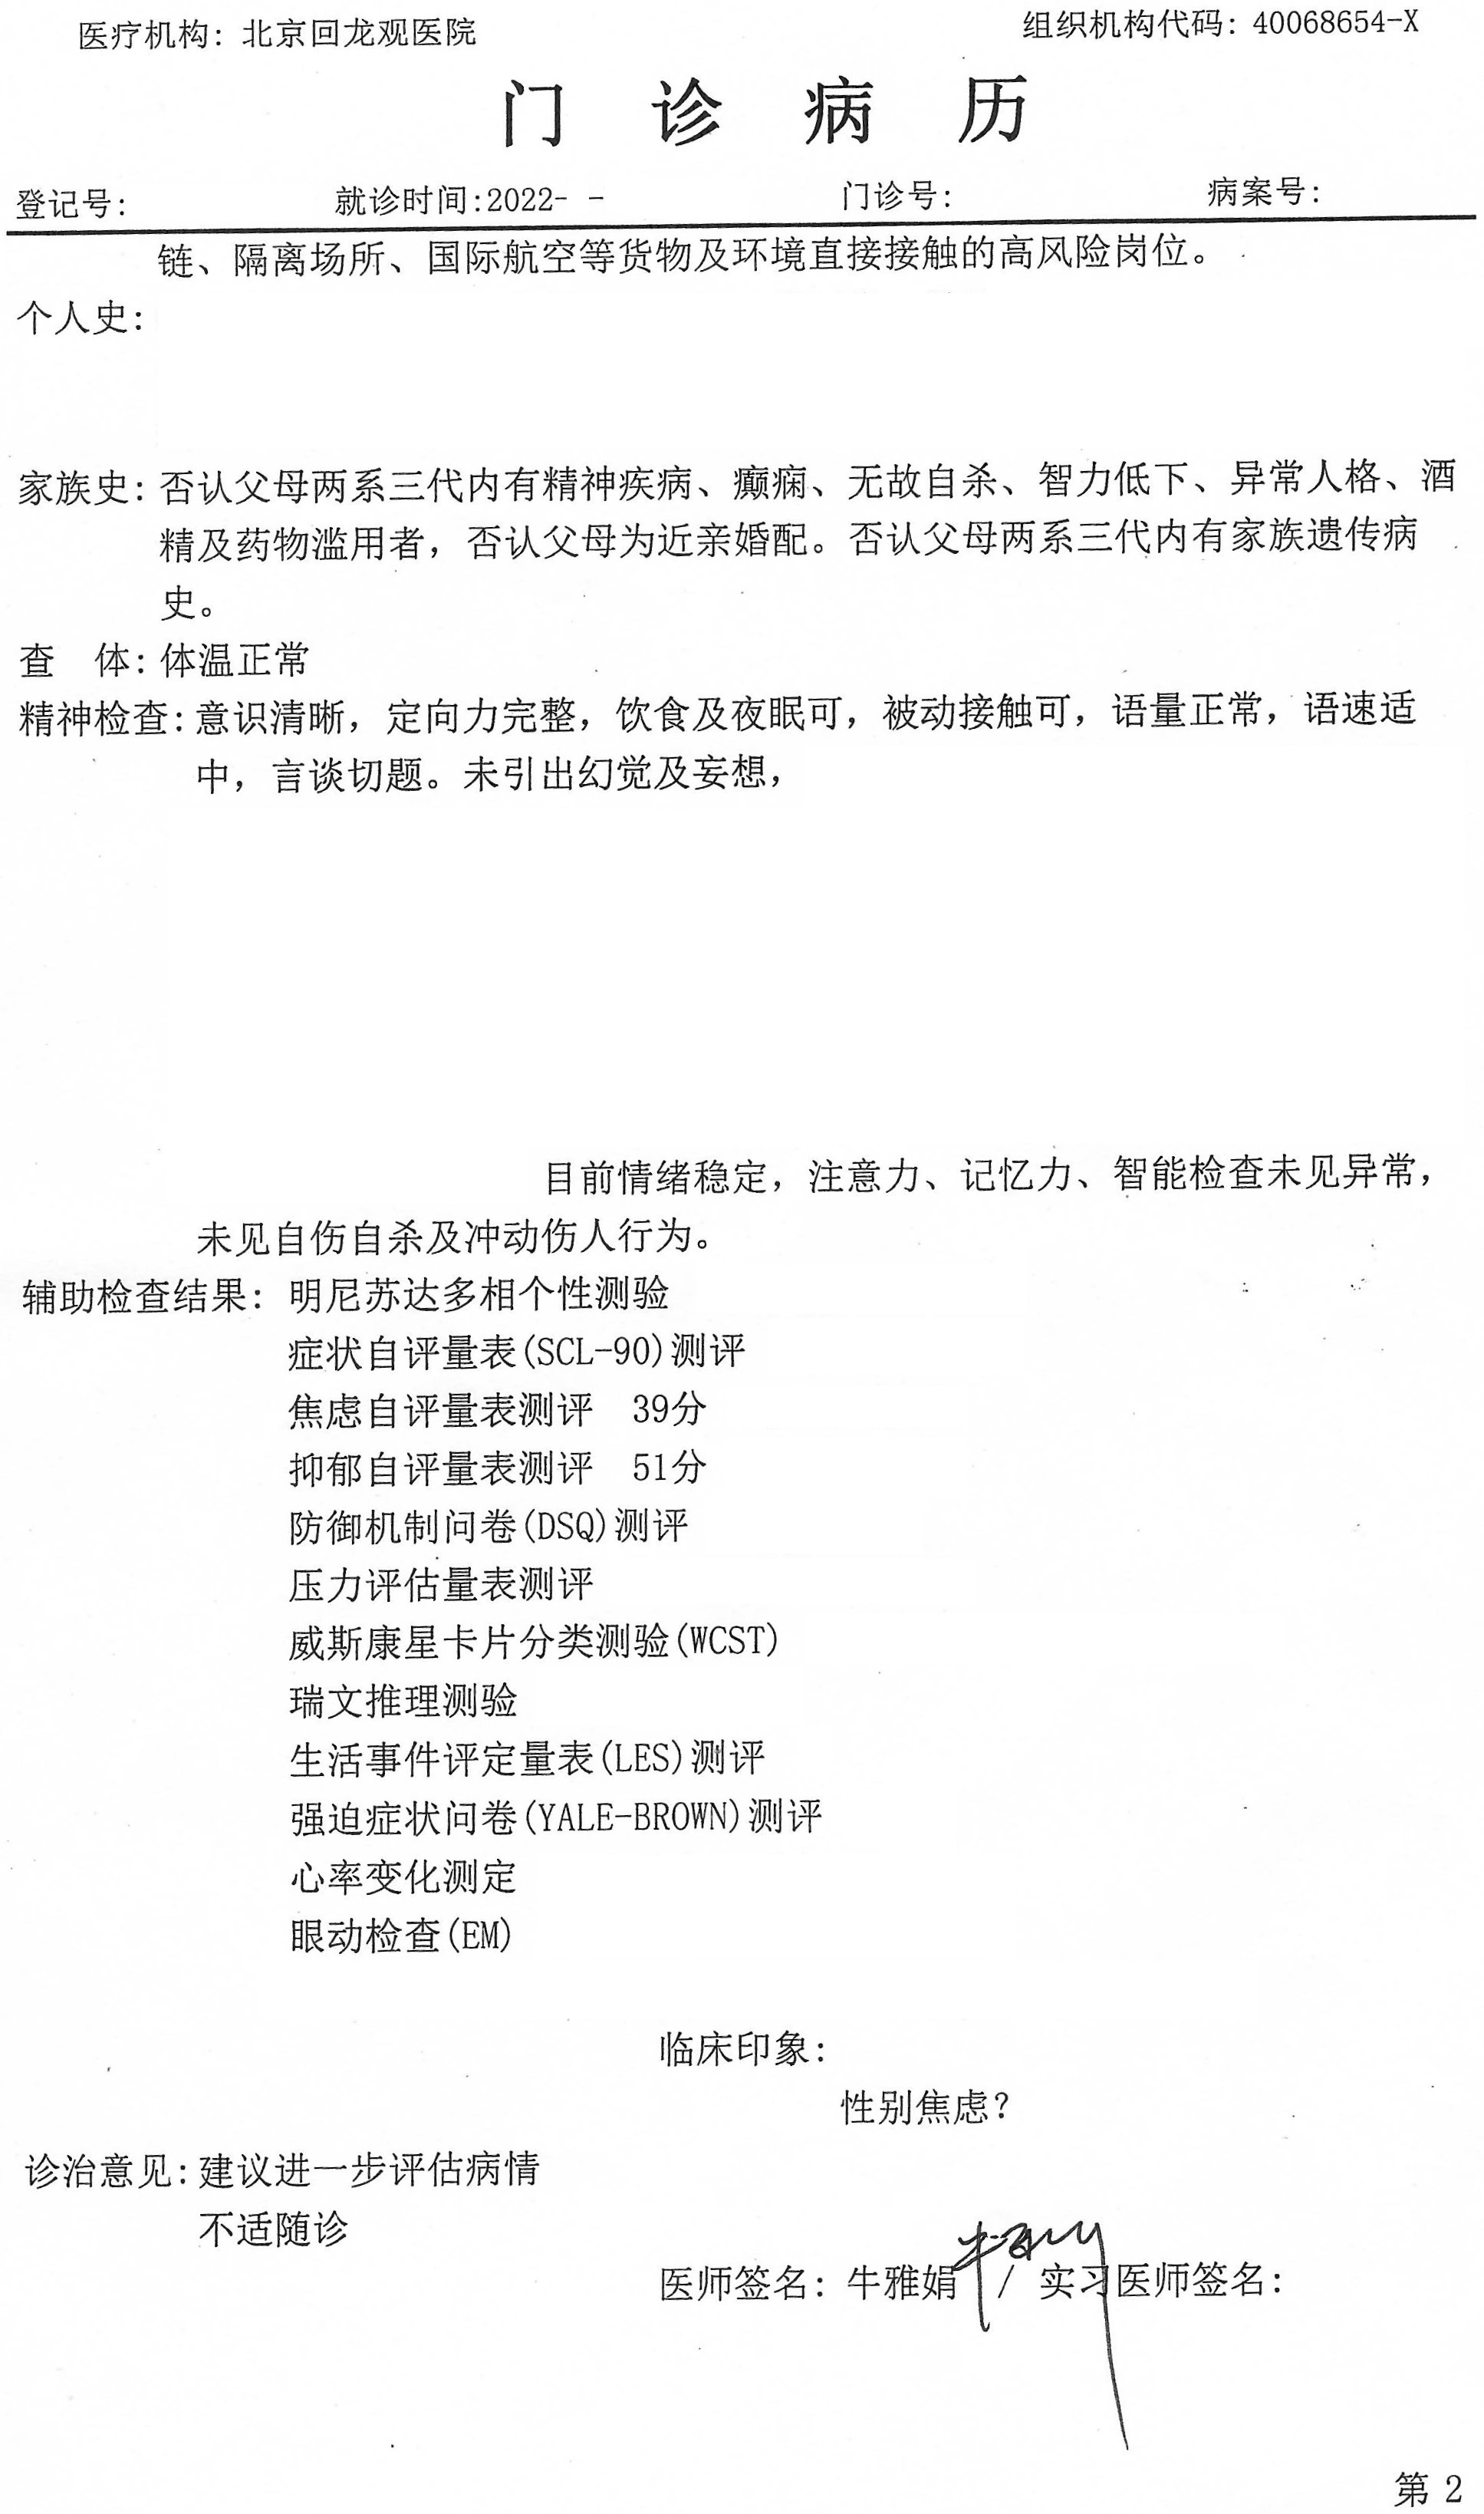 医疗机构: 北京回龙观医院
组织机构代码: 40068654-X
门诊病历
登记号: 就诊时间:2022- - 门诊号: 病案号:
链、隔离场所、国际航空等货物及环境直接接触的高风险岗位。
个人史:
家族史: 否认父母两系三代内有精神疾病、癫痫、无故自杀、智力低下、异常人格、酒
精及药物滥用者，否认父母为近亲婚配。否认父母两系三代内有家族遗传病
史。
查 体: 体温正常
精神检查: 意识清晰，定向力完整，饮食及夜眠可，被动接触可，语量正常，语速适
中，言谈切题。未引出幻觉及妄想，
目前情绪稳定，注意力、记忆力、智能检查未见异常，
未见自伤自杀及冲动伤人行为。
辅助检查结果: 明尼苏达多相个性测验
症状自评量表(SCL-90)测评
焦虑自评量表测评 39分
抑郁自评量表测评 51分
防御机制问卷(DSQ)测评
压力评估量表测评
威斯康星卡片分类测验(WCST)
瑞文推理测验
生活事件评定量表(LES)测评
强迫症状问卷(YALE-BROWN)测评
心率变化测定
眼动检查(EM)
临床印象:
性别焦虑?
诊治意见: 建议进一步评估病情
不适随诊
医师签名: 牛雅娟 / 实习医师签名:
第 2